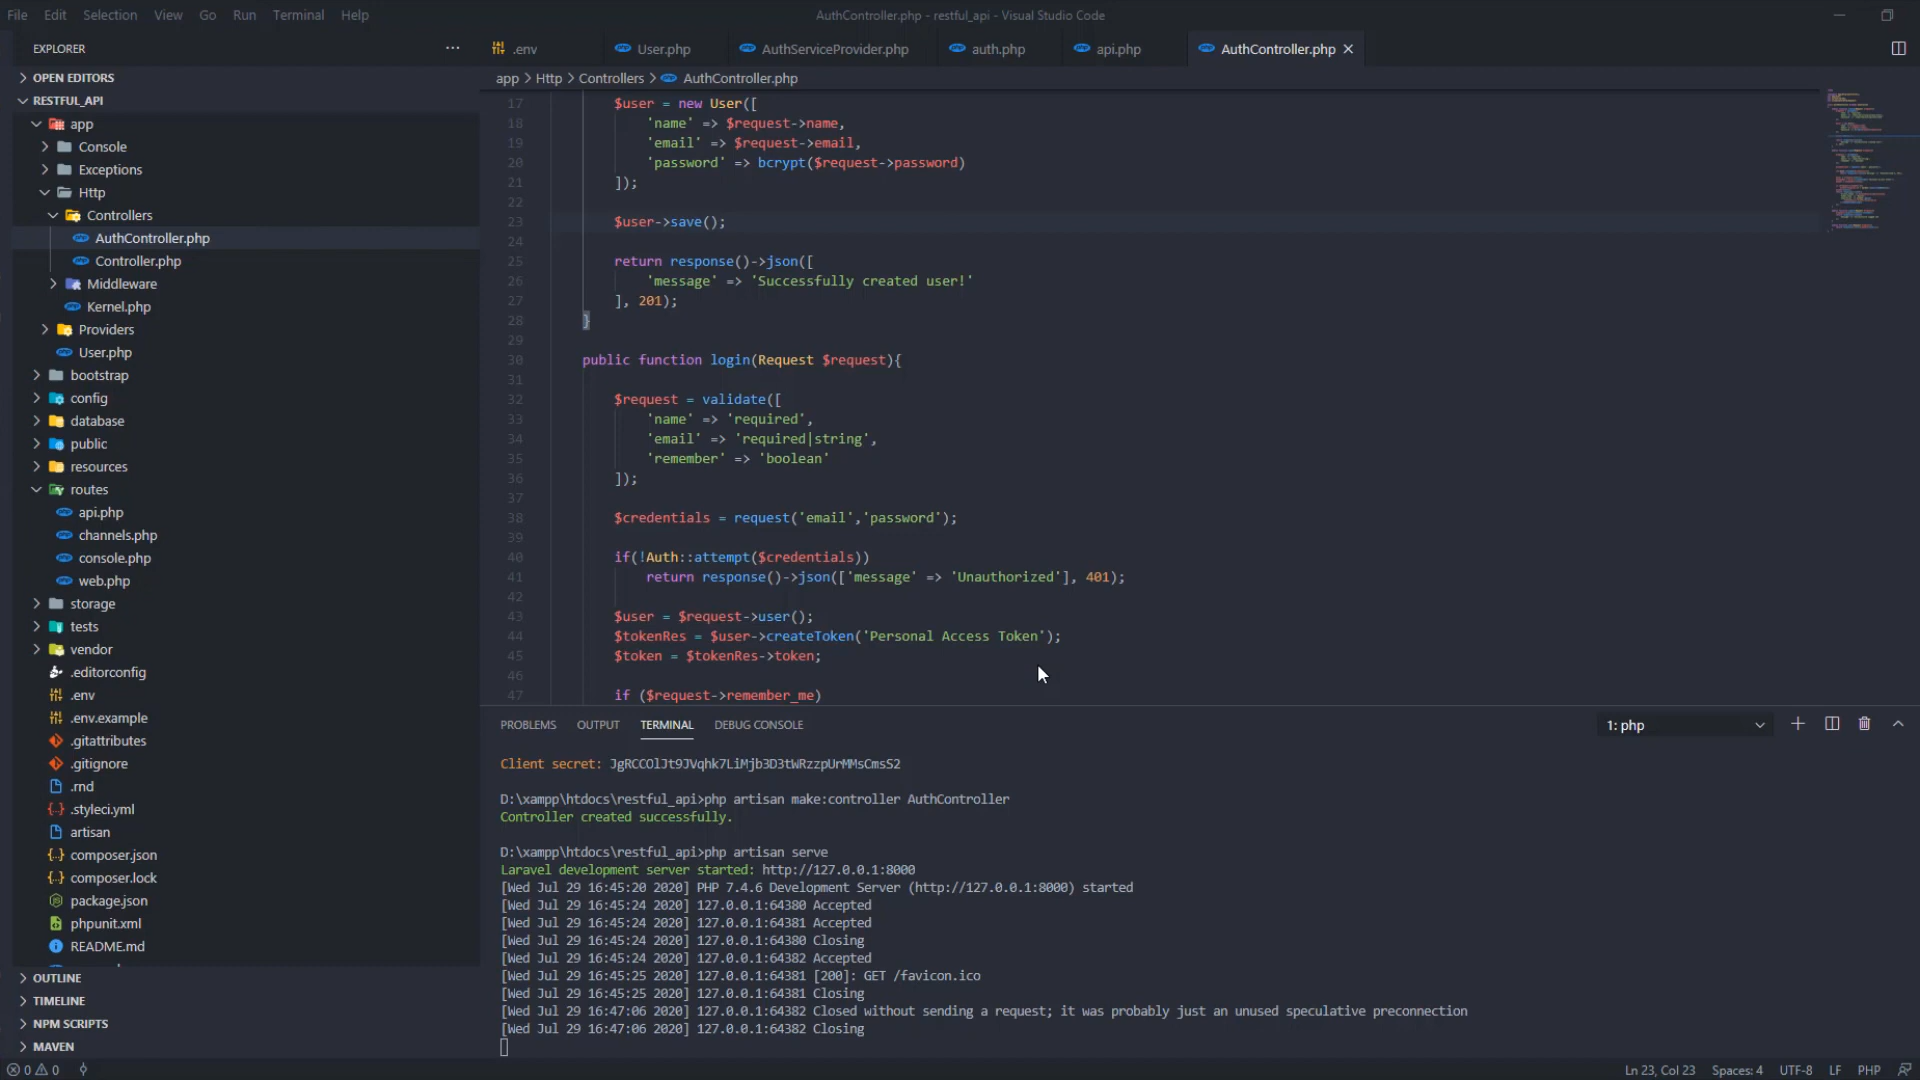 File Edit Selection View Go Run Terminal Help
AuthController.php - restful_api - Visual Studio Code
EXPLORER
OPEN EDITORS
RESTFUL_API
app
Console
Exceptions
Http
Controllers
AuthController.php
Controller.php
Middleware
Kernel.php
Providers
User.php
bootstrap
config
database
public
resources
routes
api.php
channels.php
console.php
web.php
storage
tests
vendor
.editorconfig
.env
.env.example
.gitattributes
.gitignore
.rnd
.styleci.yml
artisan
composer.json
composer.lock
package.json
phpunit.xml
README.md
OUTLINE
TIMELINE
NPM SCRIPTS
MAVEN
.env User.php AuthServiceProvider.php auth.php api.php AuthController.php
app > Http > Controllers > AuthController.php
17 $user = new User([
18 'name' => $request->name,
19 'email' => $request->email,
20 'password' => bcrypt($request->password)
21 ]);
22
23 $user->save();
24
25 return response()->json([
26 'message' => 'Successfully created user!'
27 ], 201);
28 }
29
30 public function login(Request $request){
31
32 $request = validate([
33 'name' => 'required',
34 'email' => 'required|string',
35 'remember' => 'boolean'
36 ]);
37
38 $credentials = request('email','password');
39
40 if(!Auth::attempt($credentials))
41 return response()->json(['message' => 'Unauthorized'], 401);
42
43 $user = $request->user();
44 $tokenRes = $user->createToken('Personal Access Token');
45 $token = $tokenRes->token;
46
47 if ($request->remember_me)
PROBLEMS OUTPUT TERMINAL DEBUG CONSOLE 1: php
Client secret: JgRCCOlJt9JVqhk7LiMjb3D3tWRzzpUrMMsCmsS2
D:\xampp\htdocs\restful_api>php artisan make:controller AuthController
Controller created successfully.
D:\xampp\htdocs\restful_api>php artisan serve
Laravel development server started: http://127.0.0.1:8000
[Wed Jul 29 16:45:20 2020] PHP 7.4.6 Development Server (http://127.0.0.1:8000) started
[Wed Jul 29 16:45:24 2020] 127.0.0.1:64380 Accepted
[Wed Jul 29 16:45:24 2020] 127.0.0.1:64381 Accepted
[Wed Jul 29 16:45:24 2020] 127.0.0.1:64380 Closing
[Wed Jul 29 16:45:24 2020] 127.0.0.1:64382 Accepted
[Wed Jul 29 16:45:25 2020] 127.0.0.1:64381 [200]: GET /favicon.ico
[Wed Jul 29 16:45:25 2020] 127.0.0.1:64381 Closing
[Wed Jul 29 16:47:06 2020] 127.0.0.1:64382 Closed without sending a request; it was probably just an unused speculative preconnection
[Wed Jul 29 16:47:06 2020] 127.0.0.1:64382 Closing
0 0 Ln 23, Col 23 Spaces: 4 UTF-8 LF PHP